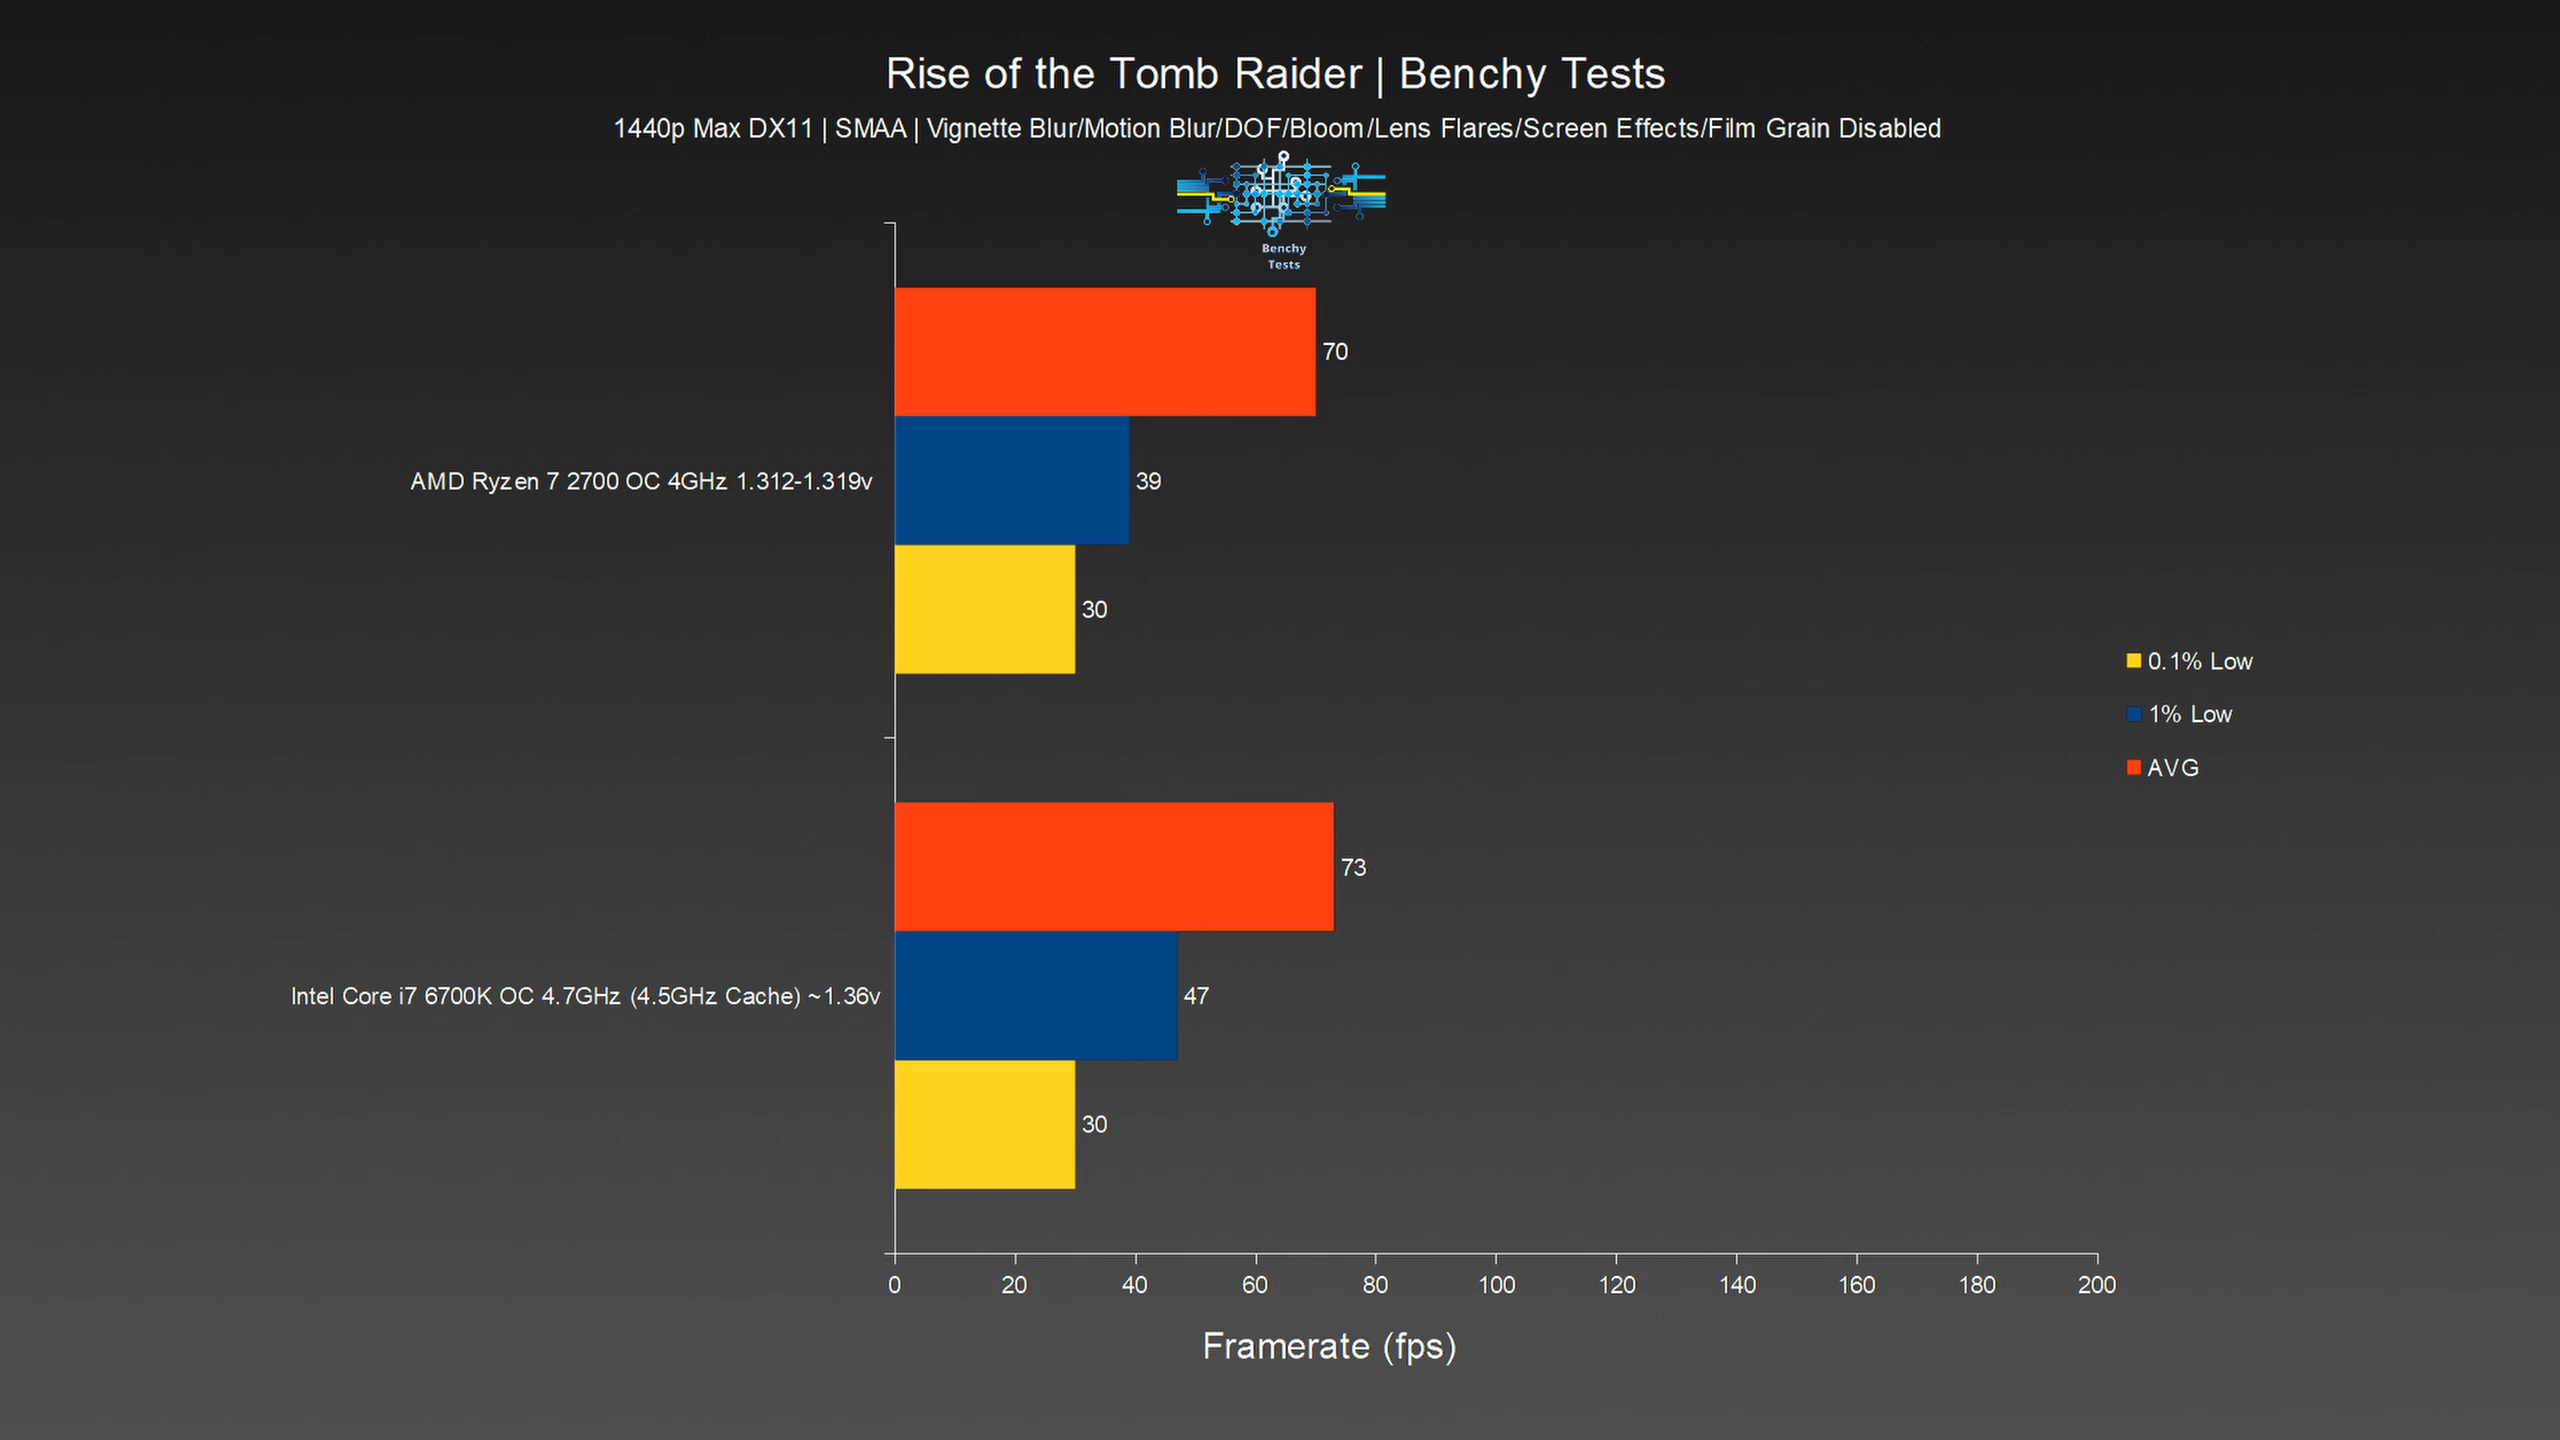 Rise of the Tomb Raider | Benchy Tests
1440p Max DX11 | SMAA | Vignette Blur/Motion Blur/DOF/Bloom/Lens Flares/Screen Effects/Film Grain Disabled
Benchy
Tests
70
AMD Ryzen 7 2700 OC 4GHz 1.312-1.319v
39
30
0.1% Low
1% Low
AVG
73
Intel Core i7 6700K OC 4.7GHz (4.5GHz Cache) ~1.36v
47
30
0 20 40 60 80 100 120 140 160 180 200
Framerate (fps)